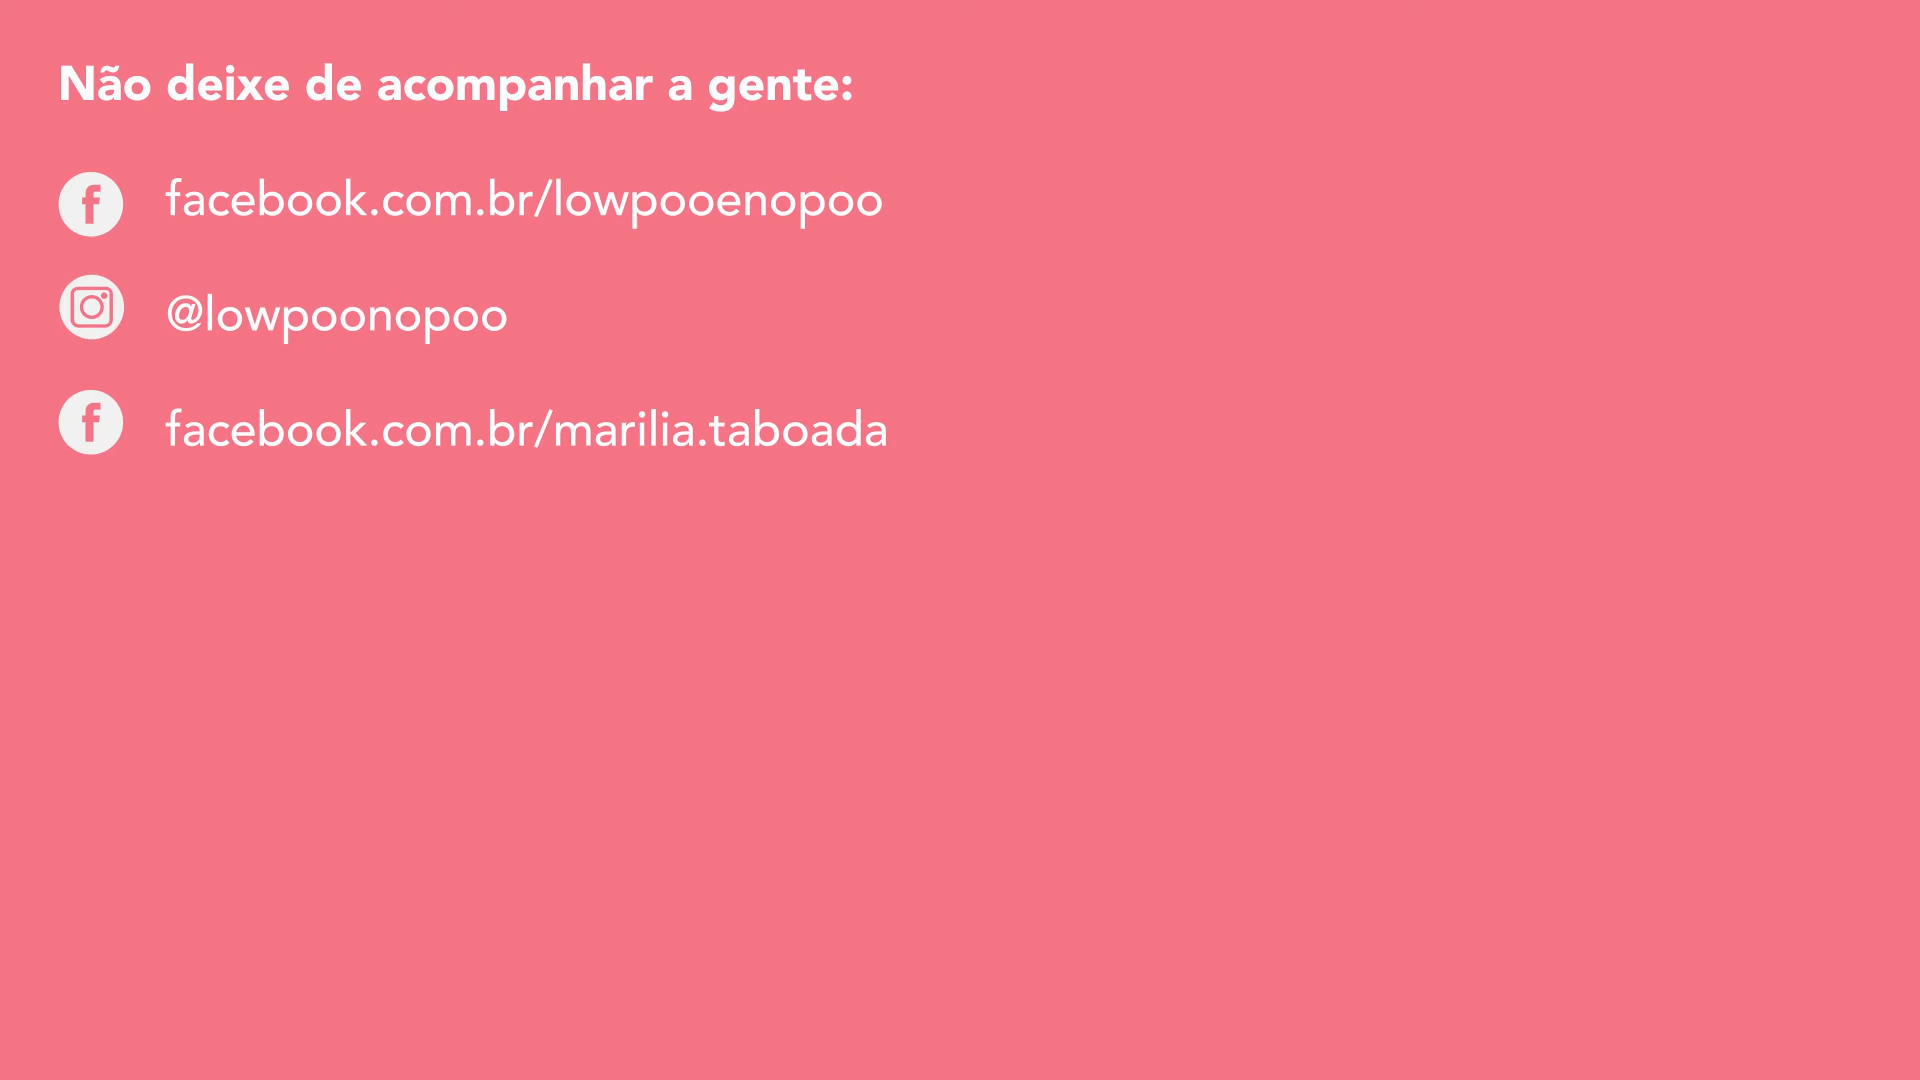 Não deixe de acompanhar a gente:
facebook.com.br/lowpooenopoo
@lowpoonopoo
facebook.com.br/marilia.taboada